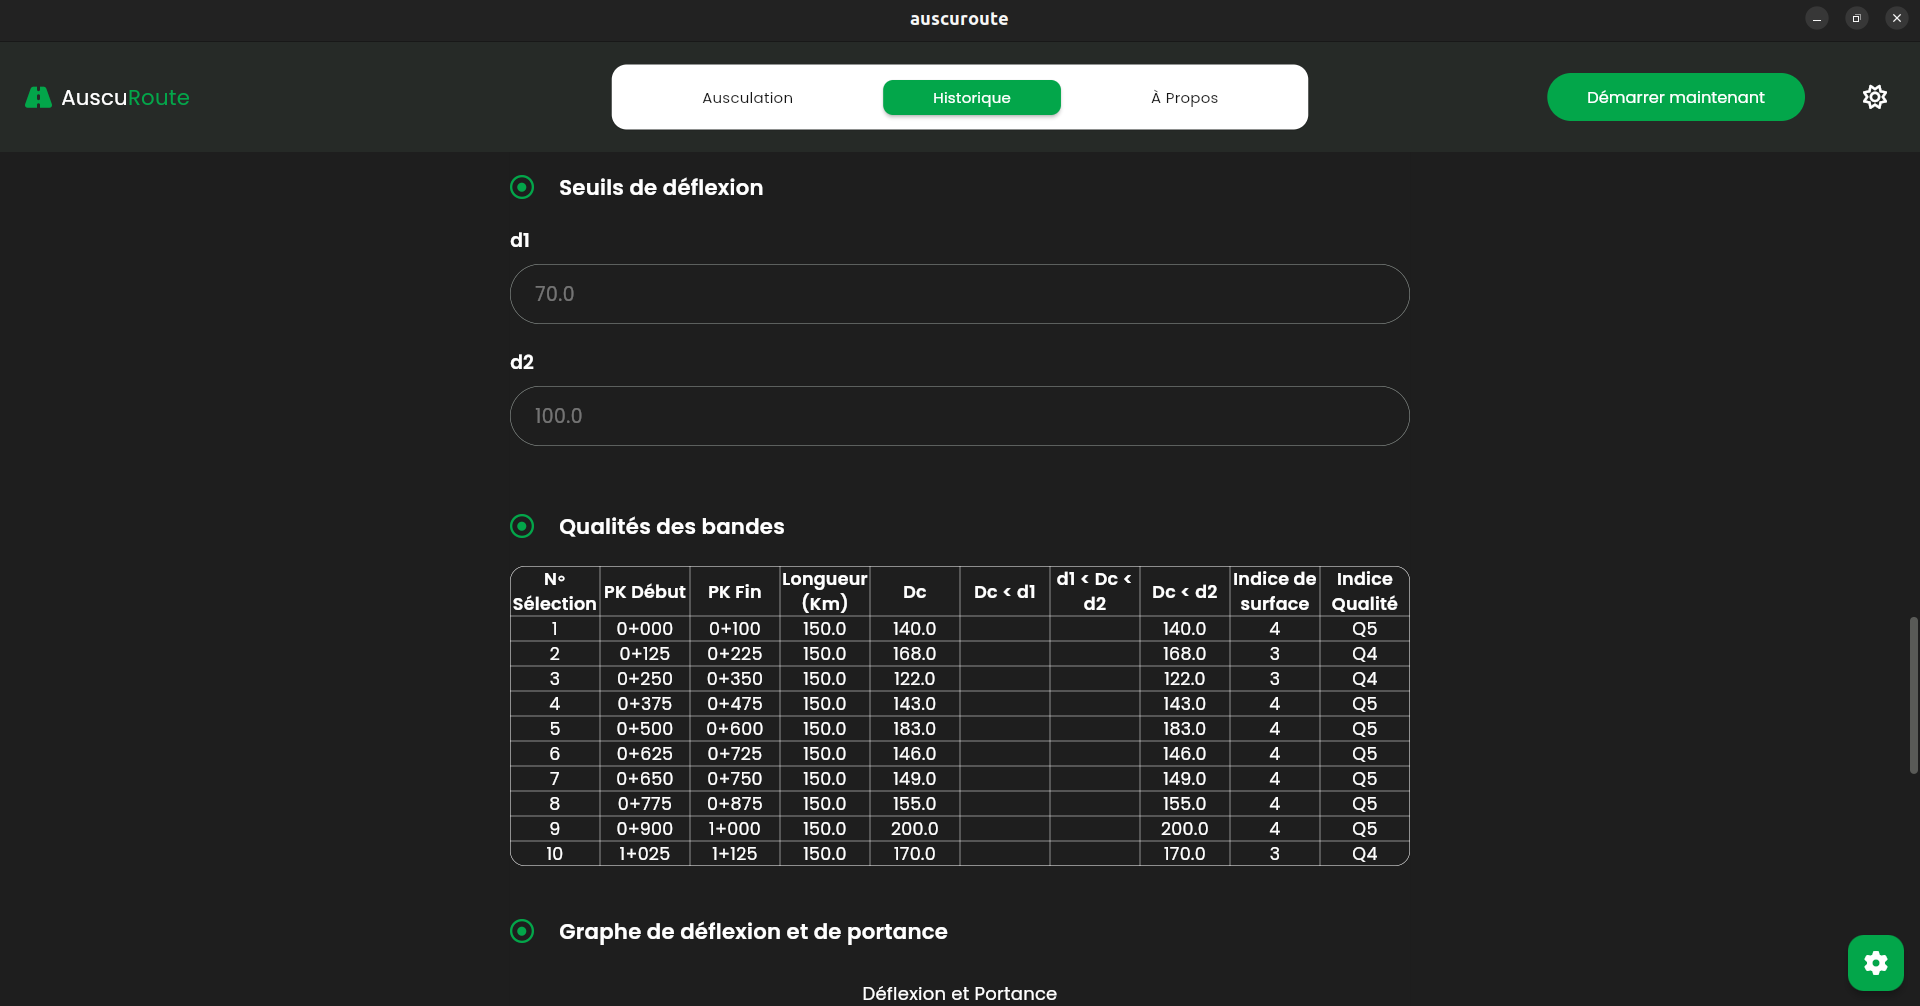 auscuroute
AuscuRoute
Auscultation
Historique
À Propos
Démarrer maintenant
Seuils de déflexion
d1
70.0
d2
100.0
Qualités des bandes
N° Sélection PK Début PK Fin Longueur (Km) Dc Dc < d1 d1 < Dc < d2 Dc < d2 Indice de surface Indice Qualité
1 0+000 0+100 150.0 140.0 140.0 4 Q5
2 0+125 0+225 150.0 168.0 168.0 3 Q4
3 0+250 0+350 150.0 122.0 122.0 3 Q4
4 0+375 0+475 150.0 143.0 143.0 4 Q5
5 0+500 0+600 150.0 183.0 183.0 4 Q5
6 0+625 0+725 150.0 146.0 146.0 4 Q5
7 0+650 0+750 150.0 149.0 149.0 4 Q5
8 0+775 0+875 150.0 155.0 155.0 4 Q5
9 0+900 1+000 150.0 200.0 200.0 4 Q5
10 1+025 1+125 150.0 170.0 170.0 3 Q4
Graphe de déflexion et de portance
Déflexion et Portance